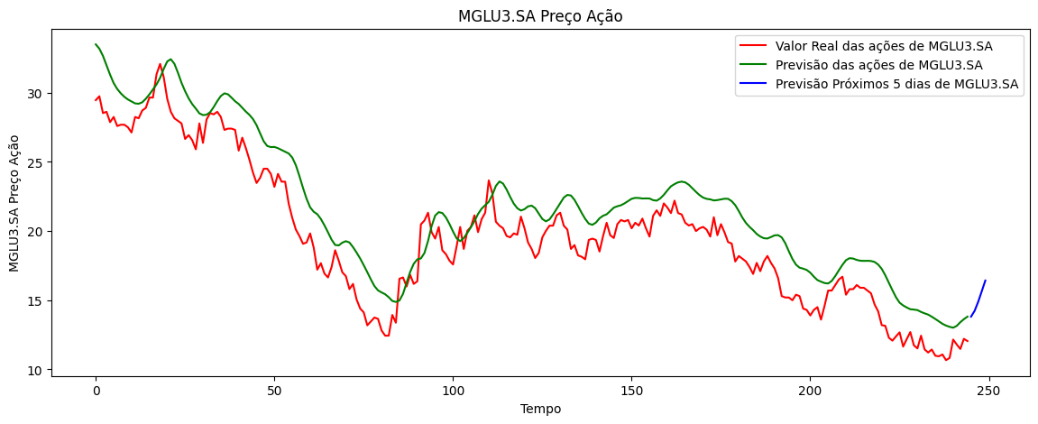 MGLU3.SA Preço Ação
Valor Real das ações de MGLU3.SA
Previsão das ações de MGLU3.SA
Previsão Próximos 5 dias de MGLU3.SA
MGLU3.SA Preço Ação
30
25
20
15
10
0
50
100
150
200
250
Tempo